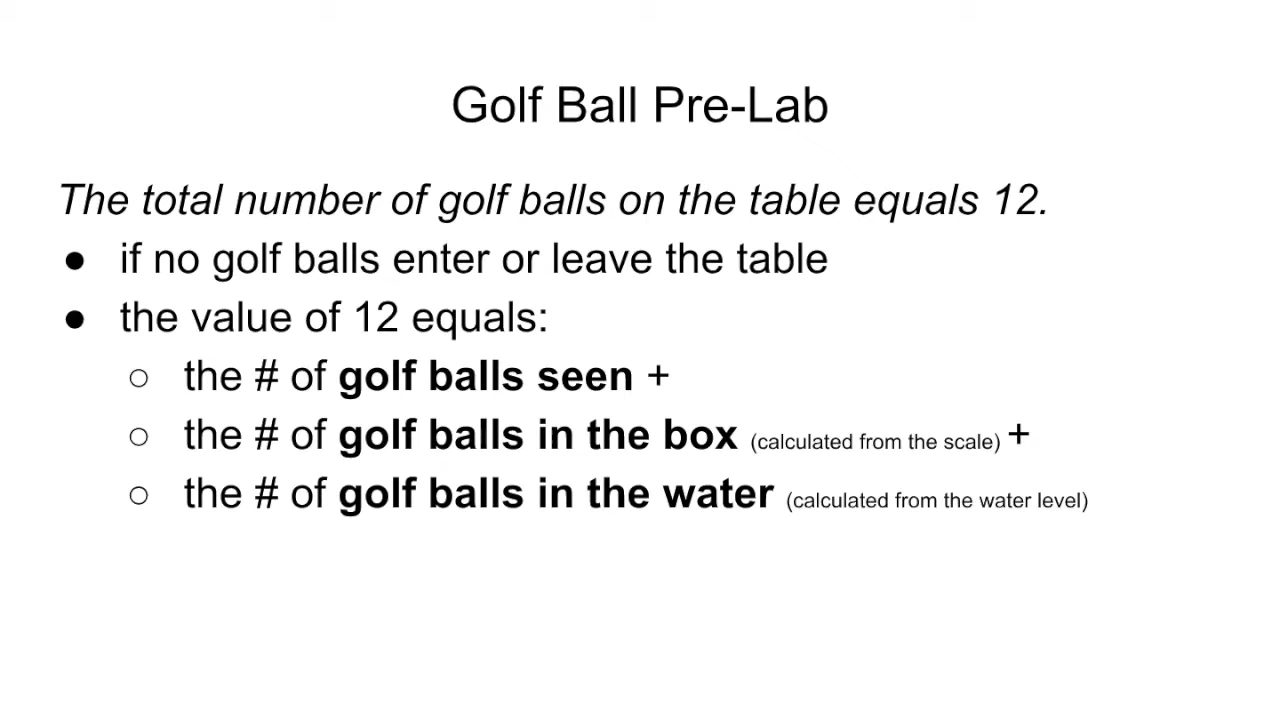 Golf Ball Pre-Lab
The total number of golf balls on the table equals 12.
● if no golf balls enter or leave the table
● the value of 12 equals:
○ the # of golf balls seen +
○ the # of golf balls in the box (calculated from the scale) +
○ the # of golf balls in the water (calculated from the water level)